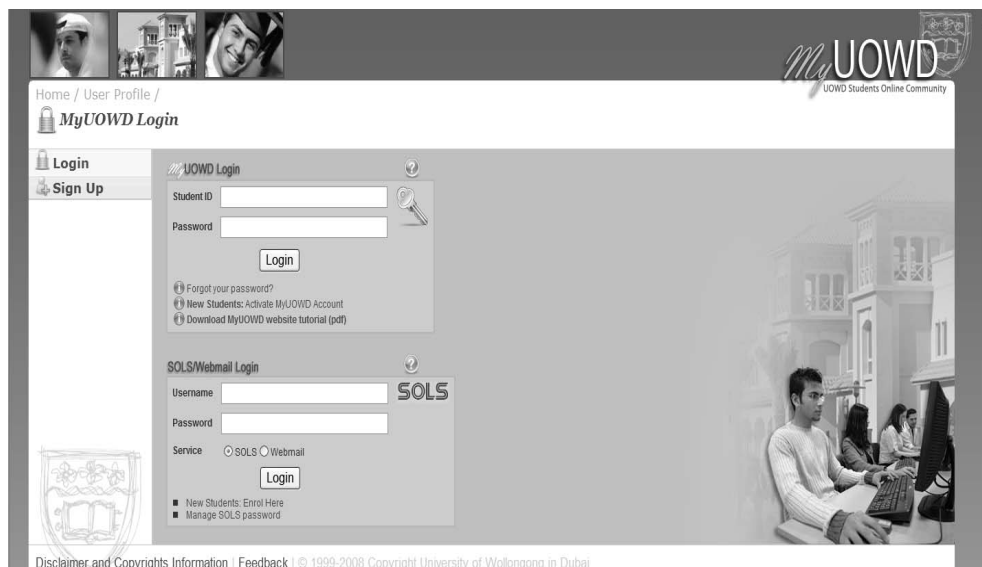 MyUOWD
UOWD Students Online Community
Home / User Profile /
MyUOWD Login
Login
Sign Up
MyUOWD Login
Student ID
Password
Login
Forgot your password?
New Students: Activate MyUOWD Account
Download MyUOWD website tutorial (pdf)
SOLS/Webmail Login
Username
SOLS
Password
Service SOLS Webmail
Login
New Students: Enrol Here
Manage SOLS password
Disclaimer and Copyrights Information | Feedback | © 1999-2008 Copyright University of Wollongong in Dubai